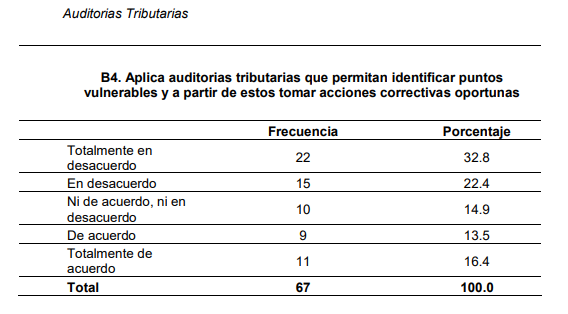 Auditorias Tributarias
B4. Aplica auditorias tributarias que permitan identificar puntos
vulnerables y a partir de estos tomar acciones correctivas oportunas
Frecuencia Porcentaje
Totalmente en
desacuerdo 22 32.8
En desacuerdo 15 22.4
Ni de acuerdo, ni en
desacuerdo 10 14.9
De acuerdo 9 13.5
Totalmente de
acuerdo 11 16.4
Total 67 100.0